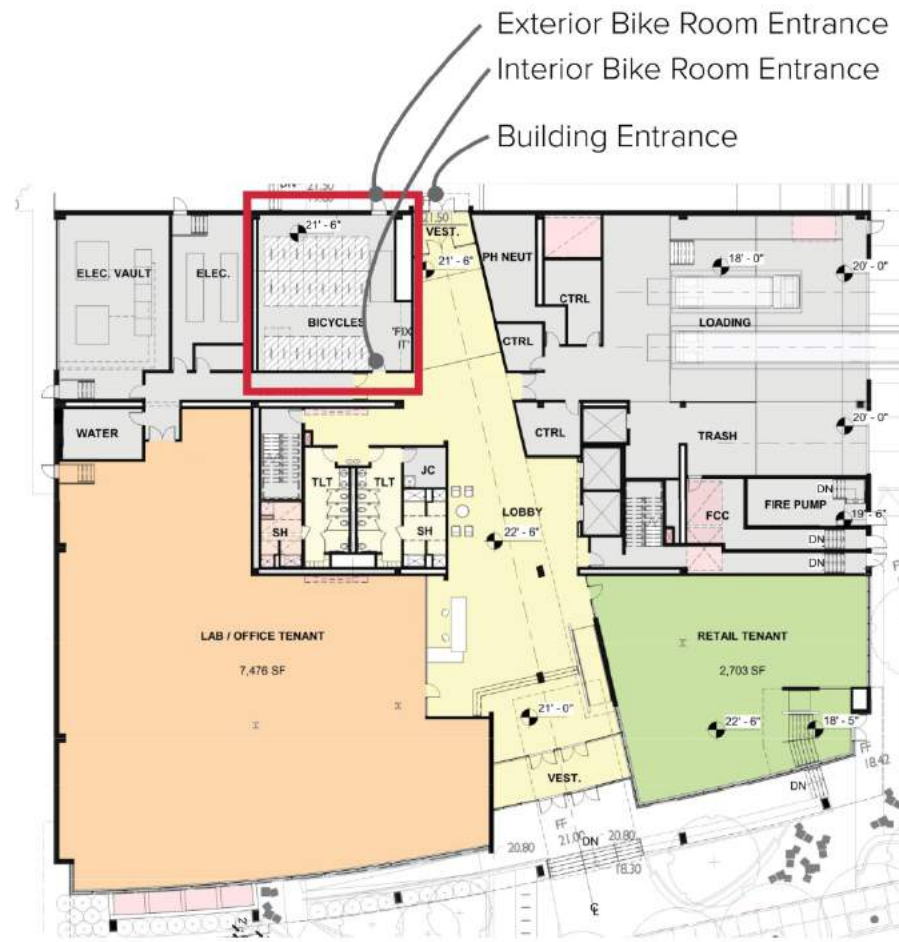 Exterior Bike Room Entrance
Interior Bike Room Entrance
Building Entrance
DN
21.50
21' - 6"
VEST.
21' - 6"
ELEC. VAULT
ELEC.
BICYCLES
'FIX
IT'
PH NEUT
CTRL
CTRL
18' - 0"
20' - 0"
LOADING
WATER
CTRL
TRASH
20' - 0"
TLT
TLT
JC
SH
SH
LOBBY
22' - 6"
FCC
FIRE PUMP
DN
19' - 6"
DN
DN
FF
LAB / OFFICE TENANT
7,476 SF
RETAIL TENANT
2,703 SF
21' - 0"
22' - 6"
18' - 5"
FF
18.42
VEST.
DN
FF
21.00
20.80
DN
20.80
18.30